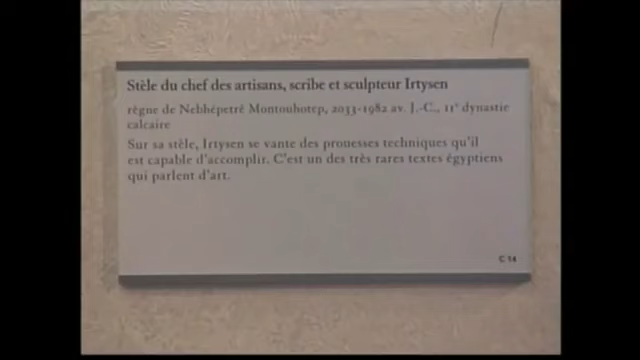 Stèle du chef des artisans, scribe et sculpteur Irtysen
règne de Nebhépetrê Montouhotep, 2033-1982 av. J.-C., 11e dynastie
calcaire
Sur sa stèle, Irtysen se vante des prouesses techniques qu'il
est capable d'accomplir. C'est un des très rares textes égyptiens
qui parlent d'art.
C 14